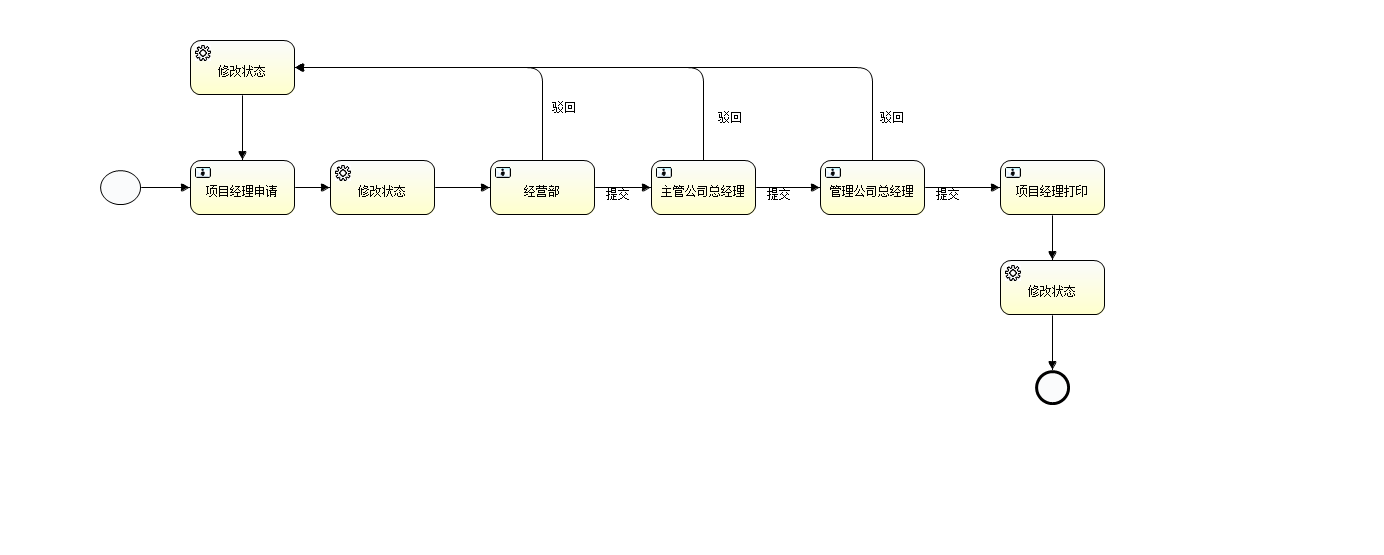 修改状态
驳回
驳回
驳回
项目经理申请
修改状态
经营部
提交
主管公司总经理
提交
管理公司总经理
提交
项目经理打印
修改状态